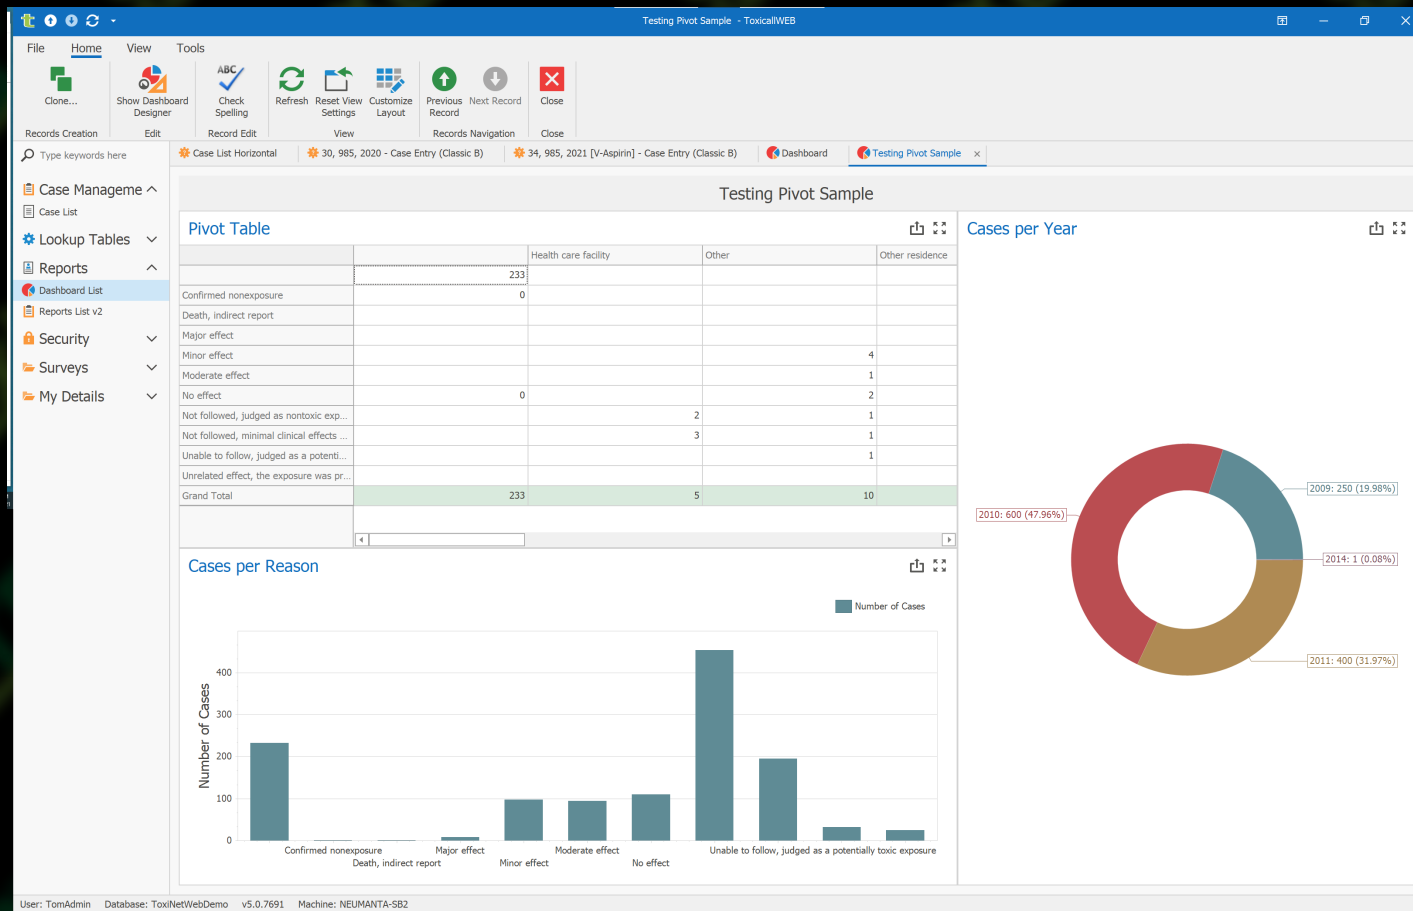 Testing Pivot Sample - ToxicallWEB
File Home View Tools
Clone...
Show Dashboard Designer
ABC
Check Spelling
Refresh
Reset View Settings
Customize Layout
Previous Record
Next Record
Close
Records Creation
Edit
Record Edit
View
Records Navigation
Close
Type keywords here
Case List Horizontal
30, 985, 2020 - Case Entry (Classic B)
34, 985, 2021 [V-Aspirin] - Case Entry (Classic B)
Dashboard
Testing Pivot Sample
Case Manageme
Case List
Lookup Tables
Reports
Dashboard List
Reports List v2
Security
Surveys
My Details
Testing Pivot Sample
Pivot Table
Health care facility Other Other residence
233
Confirmed nonexposure 0
Death, indirect report
Major effect
Minor effect 4
Moderate effect 1
No effect 0 2
Not followed, judged as nontoxic exp... 2 1
Not followed, minimal clinical effects ... 3 1
Unable to follow, judged as a potenti... 1
Unrelated effect, the exposure was pr...
Grand Total 233 5 10
Cases per Year
2009: 250 (19.98%)
2010: 600 (47.96%)
2014: 1 (0.08%)
2011: 400 (31.97%)
Cases per Reason
Number of Cases
Number of Cases
400
300
200
100
0
Confirmed nonexposure
Death, indirect report
Major effect
Minor effect
Moderate effect
No effect
Unable to follow, judged as a potentially toxic exposure
User: TomAdmin Database: ToxiNetWebDemo v5.0.7691 Machine: NEUMANTA-SB2